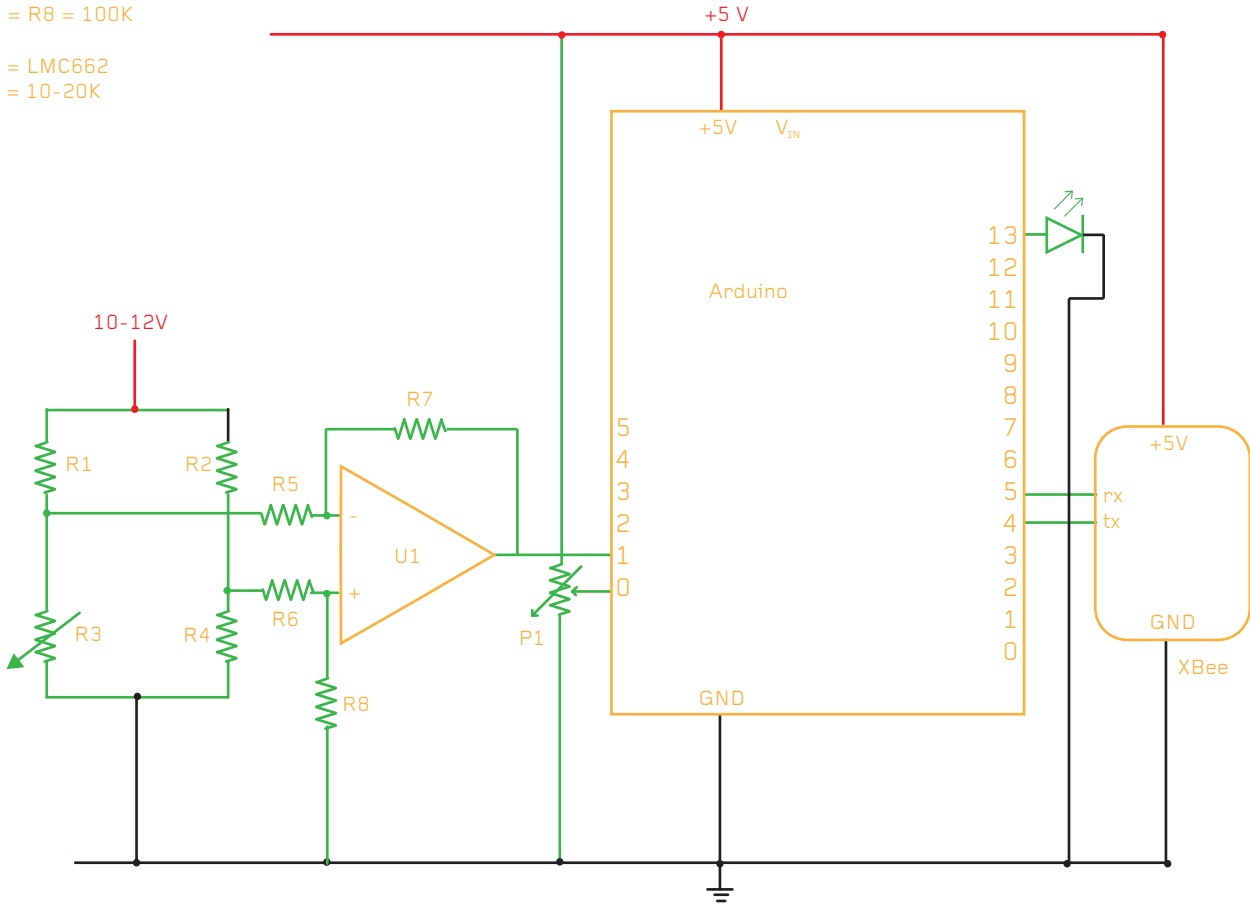 = R8 = 100K
= LMC662
= 10-20K
+5 V
+5V
VIN
13
12
11
10
9
8
7
6
5
4
3
2
1
0
Arduino
10-12V
R7
R1
R2
R5
5
4
3
2
1
0
-
U1
+
R6
R3
R4
P1
R8
GND
+5V
rx
tx
GND
XBee